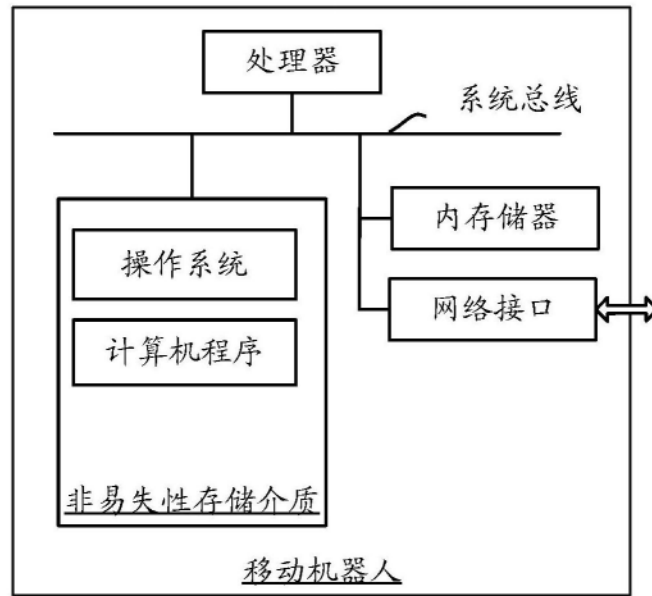 处理器
系统总线
内存储器
操作系统
网络接口
计算机程序
非易失性存储介质
移动机器人